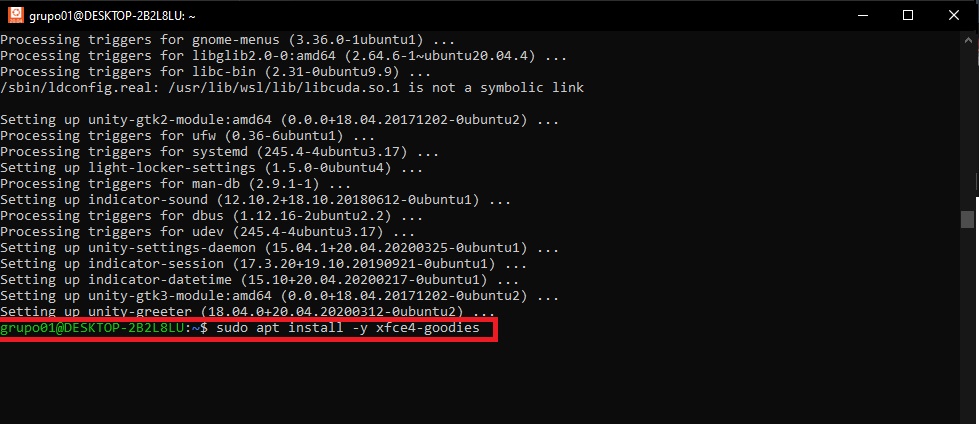 grupo01@DESKTOP-2B2L8LU: ~
Processing triggers for gnome-menus (3.36.0-1ubuntu1) ...
Processing triggers for libglib2.0-0:amd64 (2.64.6-1~ubuntu20.04.4) ...
Processing triggers for libc-bin (2.31-0ubuntu9.9) ...
/sbin/ldconfig.real: /usr/lib/wsl/lib/libcuda.so.1 is not a symbolic link
Setting up unity-gtk2-module:amd64 (0.0.0+18.04.20171202-0ubuntu2) ...
Processing triggers for ufw (0.36-6ubuntu1) ...
Processing triggers for systemd (245.4-4ubuntu3.17) ...
Setting up light-locker-settings (1.5.0-0ubuntu4) ...
Processing triggers for man-db (2.9.1-1) ...
Setting up indicator-sound (12.10.2+18.10.20180612-0ubuntu1) ...
Processing triggers for dbus (1.12.16-2ubuntu2.2) ...
Processing triggers for udev (245.4-4ubuntu3.17) ...
Setting up unity-settings-daemon (15.04.1+20.04.20200325-0ubuntu1) ...
Setting up indicator-session (17.3.20+19.10.20190921-0ubuntu1) ...
Setting up indicator-datetime (15.10+20.04.20200217-0ubuntu1) ...
Setting up unity-gtk3-module:amd64 (0.0.0+18.04.20171202-0ubuntu2) ...
Setting up unity-greeter (18.04.0+20.04.20200312-0ubuntu2) ...
grupo01@DESKTOP-2B2L8LU:~$ sudo apt install -y xfce4-goodies